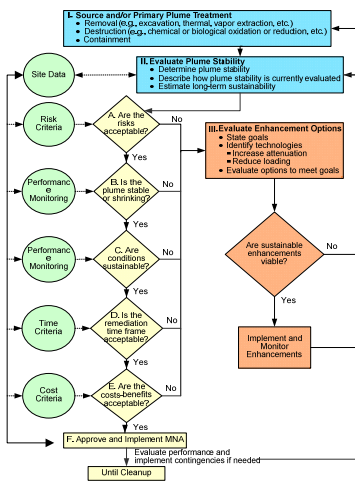 I- Source and/or Primary Plume Treatment
• Removal (e.g., excavation, thermal, vapor extraction, etc.)
• Destruction (e.g., chemical or biological oxidation or reduction, etc.)
• Containment
Site Data
II. Evaluate Plume Stability
• Determine plume stability
• Describe how plume stability is currently evaluated
• Estimate long-term sustainability
Risk
Criteria
A. Are the
risks
acceptable?
No
Yes
III. Evaluate Enhancement Options
• State goals
• Identify technologies
▪ Increase attenuation
▪ Reduce loading
• Evaluate options to meet goals
Performanc
e
Monitoring
B. Is the
plume stable
or shrinking?
No
Yes
Performanc
e
Monitoring
C. Are
conditions
sustainable?
No
Yes
Are sustainable
enhancements
viable?
No
Yes
Time
Criteria
D. Is the
remediation
time frame
acceptable?
No
Yes
Implement and
Monitor
Enhancements
Cost
Criteria
E. Are the
costs-benefits
acceptable?
No
Yes
F. Approve and Implement MNA
Evaluate performance and
implement contingencies if needed
Until Cleanup